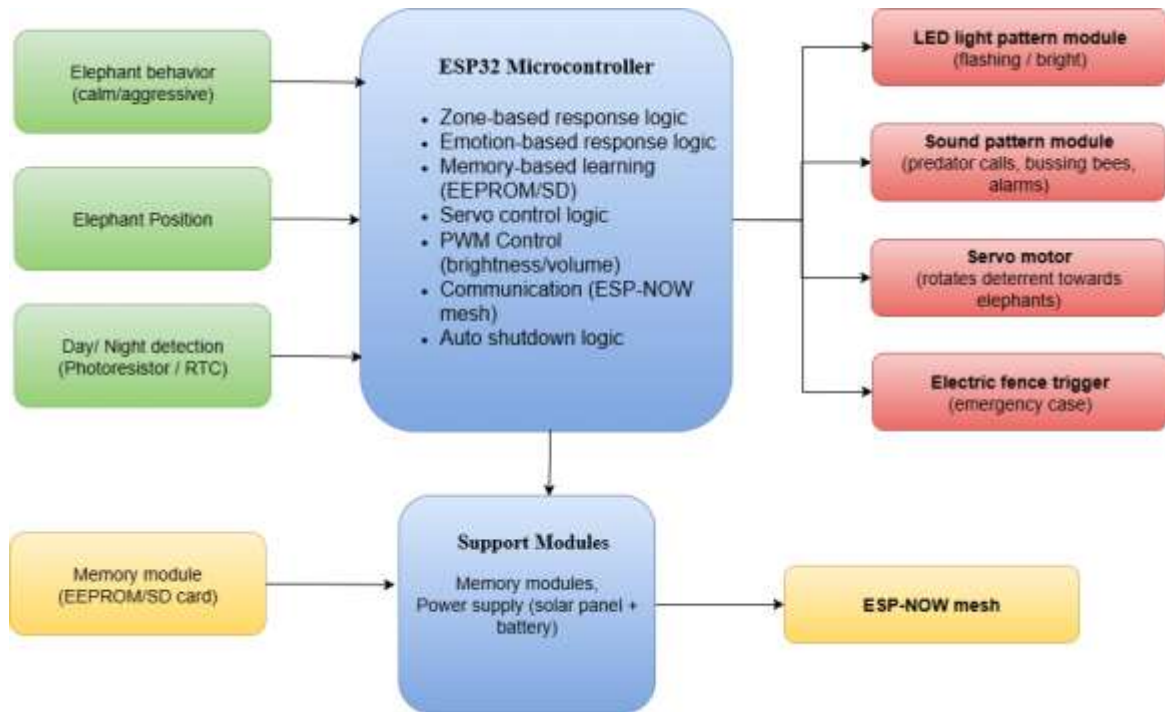 Elephant behavior
(calm/aggressive)
Elephant Position
Day/ Night detection
(Photoresistor / RTC)
ESP32 Microcontroller
• Zone-based response logic
• Emotion-based response logic
• Memory-based learning
(EEPROM/SD)
• Servo control logic
• PWM Control
(brightness/volume)
• Communication (ESP-NOW
mesh)
• Auto shutdown logic
LED light pattern module
(flashing / bright)
Sound pattern module
(predator calls, bussing bees,
alarms)
Servo motor
(rotates deterrent towards
elephants)
Electric fence trigger
(emergency case)
Memory module
(EEPROM/SD card)
Support Modules
Memory modules,
Power supply (solar panel +
battery)
ESP-NOW mesh